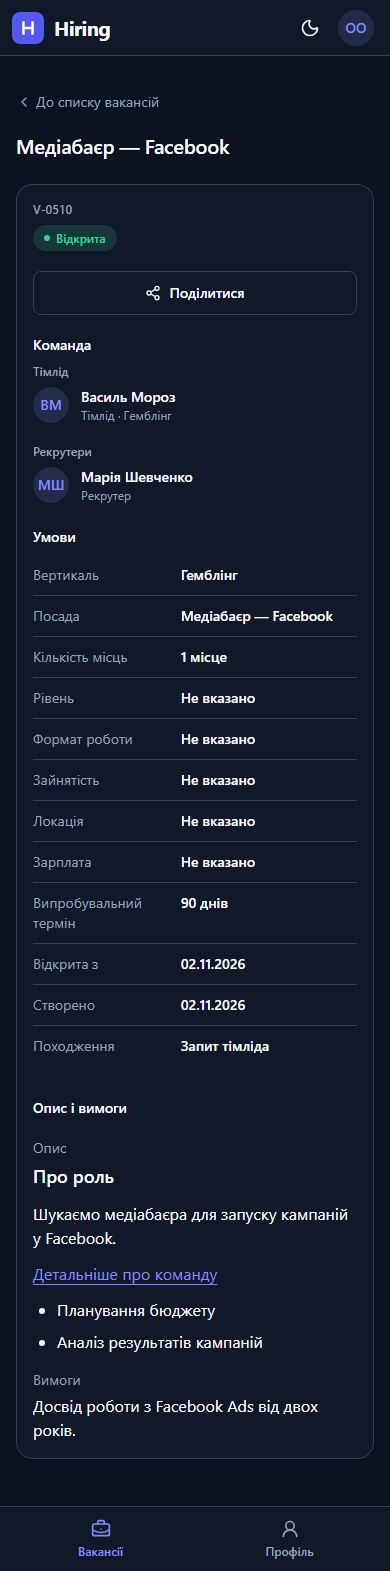 H Hiring OO
До списку вакансій
Медіабаєр — Facebook
V-0510
Відкрита
Поділитися
Команда
Тімлід
ВМ
Василь Мороз
Тімлід · Гемблінг
Рекрутери
МШ
Марія Шевченко
Рекрутер
Умови
Вертикаль Гемблінг
Посада Медіабаєр — Facebook
Кількість місць 1 місце
Рівень Не вказано
Формат роботи Не вказано
Зайнятість Не вказано
Локація Не вказано
Зарплата Не вказано
Випробувальний 90 днів
термін
Відкрита з 02.11.2026
Створено 02.11.2026
Походження Запит тімліда
Опис і вимоги
Опис
Про роль
Шукаємо медіабаєра для запуску кампаній
у Facebook.
Детальніше про команду
Планування бюджету
Аналіз результатів кампаній
Вимоги
Досвід роботи з Facebook Ads від двох
років.
Вакансії Профіль